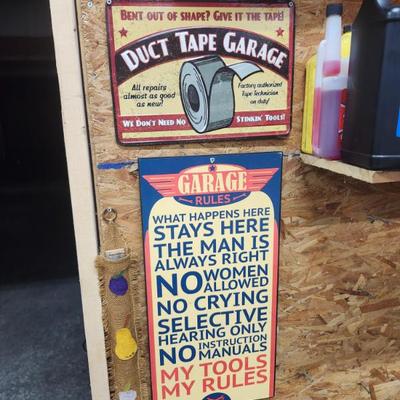 BENT OUT OF SHAPE? GIVE IT THE TAPE!
DUCT TAPE GARAGE
All repairs
almost as good
as new!
Factory authorized
Tape Technician
on duty!
WE DON'T NEED NO
STINKIN' TOOLS!
GARAGE
RULES
WHAT HAPPENS HERE
STAYS HERE
THE MAN IS
ALWAYS RIGHT
NO WOMEN
ALLOWED
NO CRYING
SELECTIVE
HEARING ONLY
NO INSTRUCTION
MANUALS
MY TOOLS
MY RULES